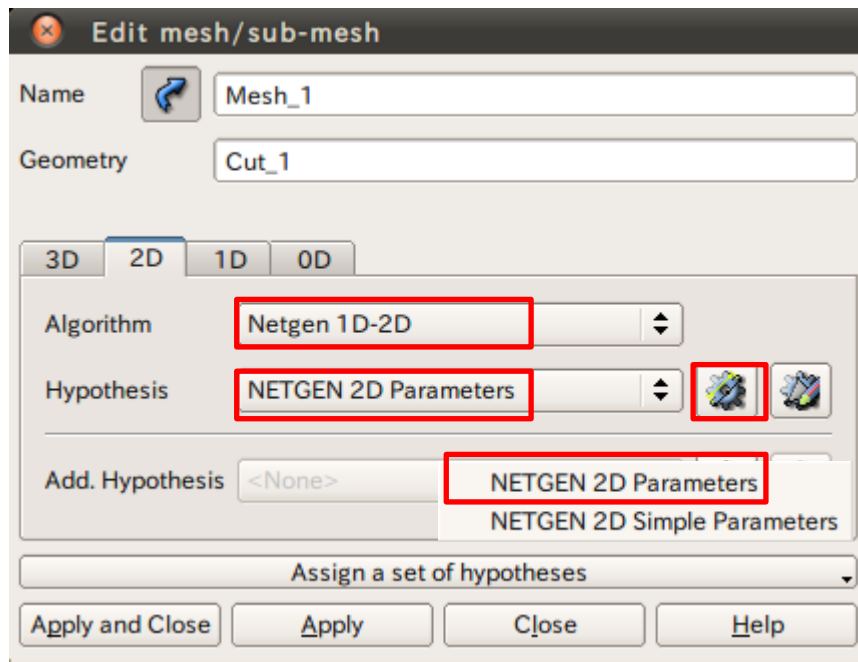 Edit mesh/sub-mesh
Name Mesh_1
Geometry Cut_1
3D 2D 1D 0D
Algorithm Netgen 1D-2D
Hypothesis NETGEN 2D Parameters
Add. Hypothesis <None> NETGEN 2D Parameters
NETGEN 2D Simple Parameters
Assign a set of hypotheses
Apply and Close Apply Close Help